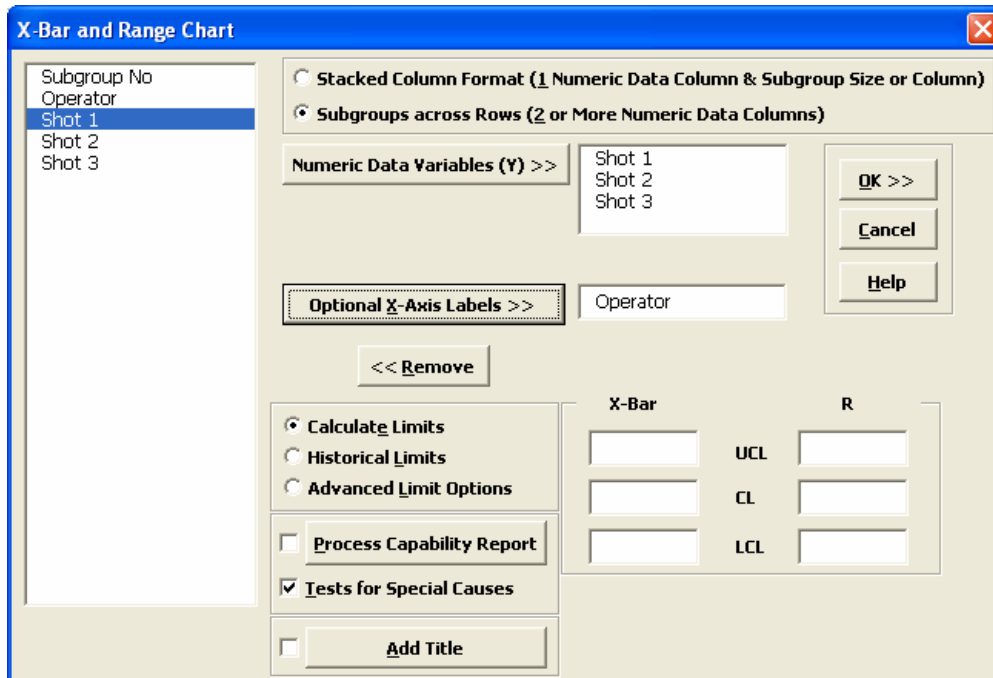 X-Bar and Range Chart
Subgroup No
Operator
Shot 1
Shot 2
Shot 3
Stacked Column Format (1 Numeric Data Column & Subgroup Size or Column)
Subgroups across Rows (2 or More Numeric Data Columns)
Numeric Data Variables (Y) >>
Shot 1
Shot 2
Shot 3
OK >>
Cancel
Help
Optional X-Axis Labels >>
Operator
<< Remove
Calculate Limits
Historical Limits
Advanced Limit Options
X-Bar
R
UCL
CL
LCL
Process Capability Report
Tests for Special Causes
Add Title